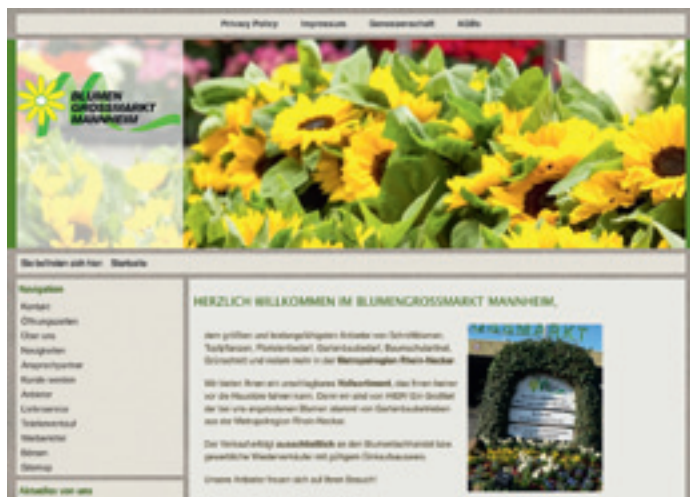 Privacy Policy Impressum Genossenschaft AGBs
BLUMEN
GROSSMARKT
MANNHEIM
Sie befinden sich hier: Startseite
Navigation
Kontakt
Öffnungszeiten
Über uns
Neuigkeiten
Ansprechpartner
Kunde werden
Anbieter
Lieferservice
Ticketverkauf
Werbemittel
Börsen
Sitemap
Aktuelles von uns
HERZLICH WILLKOMMEN IM BLUMENGROSSMARKT MANNHEIM,
dem größten und leistungsfähigsten Anbieter von Schnittblumen,
Topfpflanzen, Floristenbedarf, Gartenbaubedarf, Baumschulartikel,
Grünschnitt und vielem mehr in der Metropolregion Rhein-Neckar.
Wir bieten Ihnen ein unschlagbares Vollsortiment, das Ihnen keiner
vor die Haustüre fahren kann. Denn wir sind von HIER! Ein Großteil
der bei uns angebotenen Blumen stammt von Gartenbaubetrieben
aus der Metropolregion Rhein-Neckar.
Der Verkauf erfolgt ausschließlich an den Blumenfachhandel bzw.
gewerbliche Wiederverkäufer mit gültigem Einkaufsausweis.
Unsere Anbieter freuen sich auf Ihren Besuch!